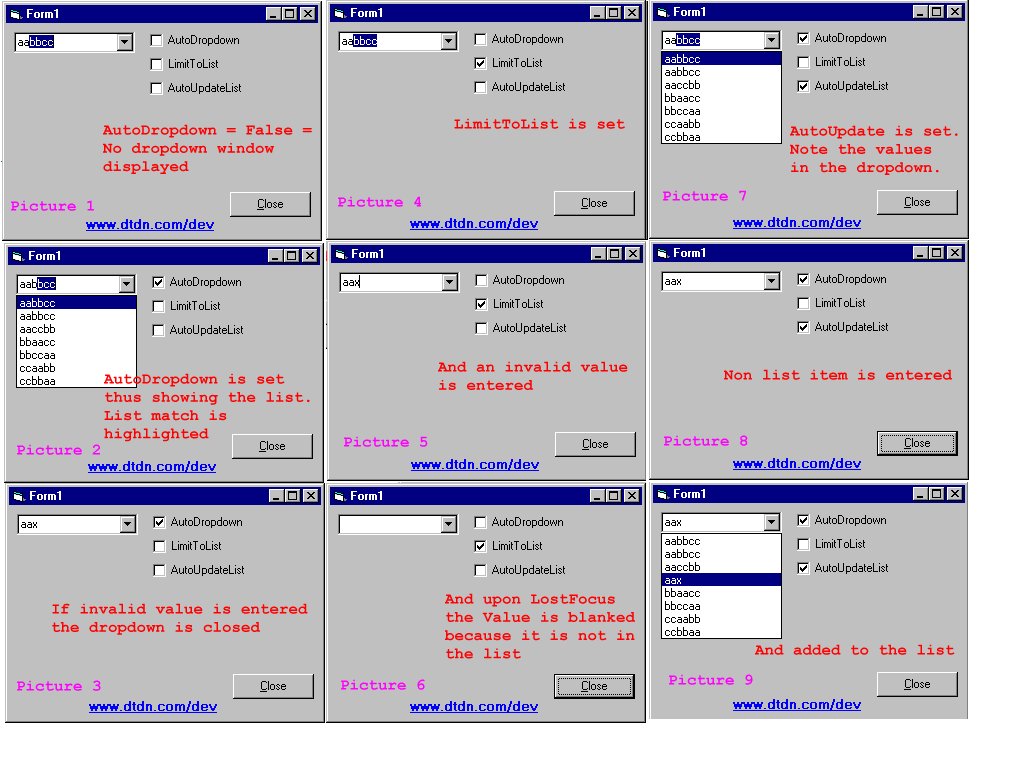 Form1
aabbcc
AutoDropdown
LimitToList
AutoUpdateList
AutoDropdown = False =
No dropdown window
displayed
Picture 1
Close
www.dtdn.com/dev
Form1
aabbcc
AutoDropdown
LimitToList
AutoUpdateList
LimitToList is set
Picture 4
Close
www.dtdn.com/dev
Form1
aabbcc
AutoDropdown
LimitToList
AutoUpdateList
aabbcc
aabbcc
aaccbb
bbaacc
bbccaa
ccaabb
ccbbaa
AutoUpdate is set.
Note the values
in the dropdown.
Picture 7
Close
www.dtdn.com/dev
Form1
aabbcc
AutoDropdown
LimitToList
AutoUpdateList
aabbcc
aabbcc
aaccbb
bbaacc
bbccaa
ccaabb
ccbbaa
AutoDropdown is set
thus showing the list.
List match is
highlighted
Picture 2
Close
www.dtdn.com/dev
Form1
aax
AutoDropdown
LimitToList
AutoUpdateList
And an invalid value
is entered
Picture 5
Close
www.dtdn.com/dev
Form1
aax
AutoDropdown
LimitToList
AutoUpdateList
Non list item is entered
Picture 8
Close
www.dtdn.com/dev
Form1
aax
AutoDropdown
LimitToList
AutoUpdateList
If invalid value is entered
the dropdown is closed
Picture 3
Close
www.dtdn.com/dev
Form1
AutoDropdown
LimitToList
AutoUpdateList
And upon LostFocus
the Value is blanked
because it is not in
the list
Picture 6
Close
www.dtdn.com/dev
Form1
aax
AutoDropdown
LimitToList
AutoUpdateList
aabbcc
aabbcc
aaccbb
aax
bbaacc
bbccaa
ccaabb
ccbbaa
And added to the list
Picture 9
Close
www.dtdn.com/dev